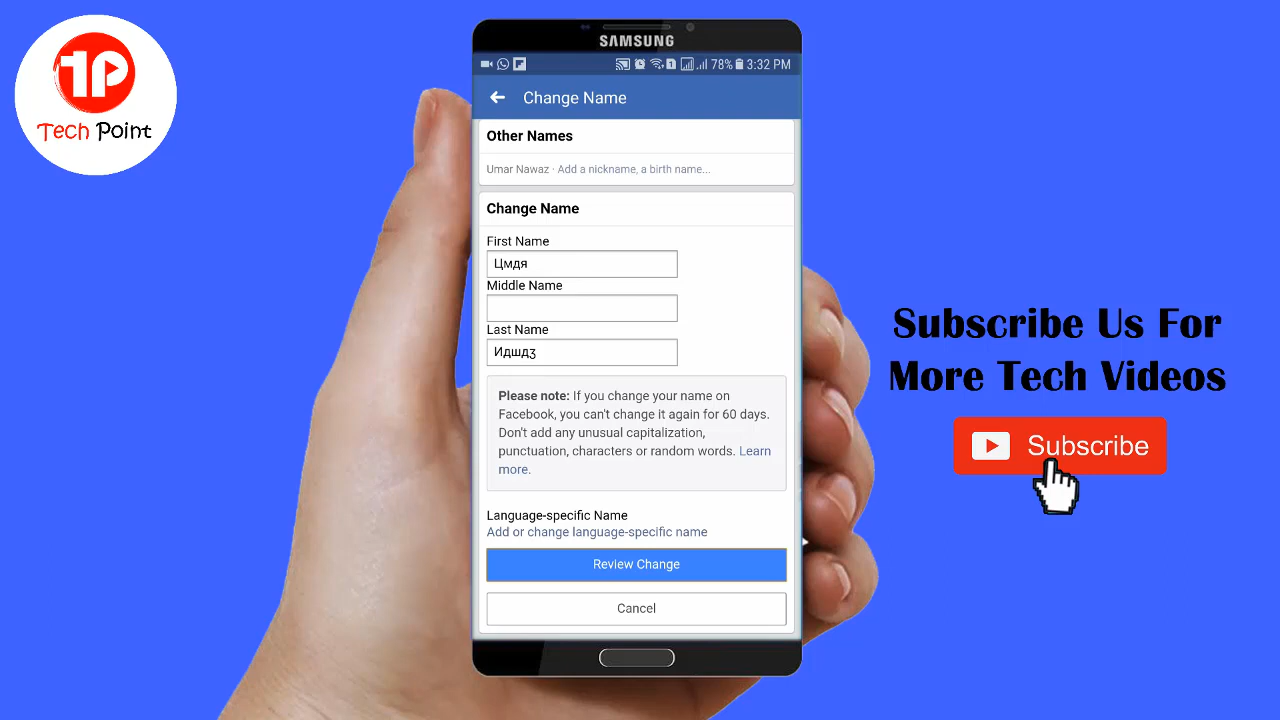 1P
Tech Point
SAMSUNG
78% 3:32 PM
Change Name
Other Names
Umar Nawaz · Add a nickname, a birth name...
Change Name
First Name
Цмдя
Middle Name
Last Name
Идшдӡ
Please note: If you change your name on
Facebook, you can't change it again for 60 days.
Don't add any unusual capitalization,
punctuation, characters or random words. Learn
more.
Language-specific Name
Add or change language-specific name
Review Change
Cancel
Subscribe Us For
More Tech Videos
Subscribe